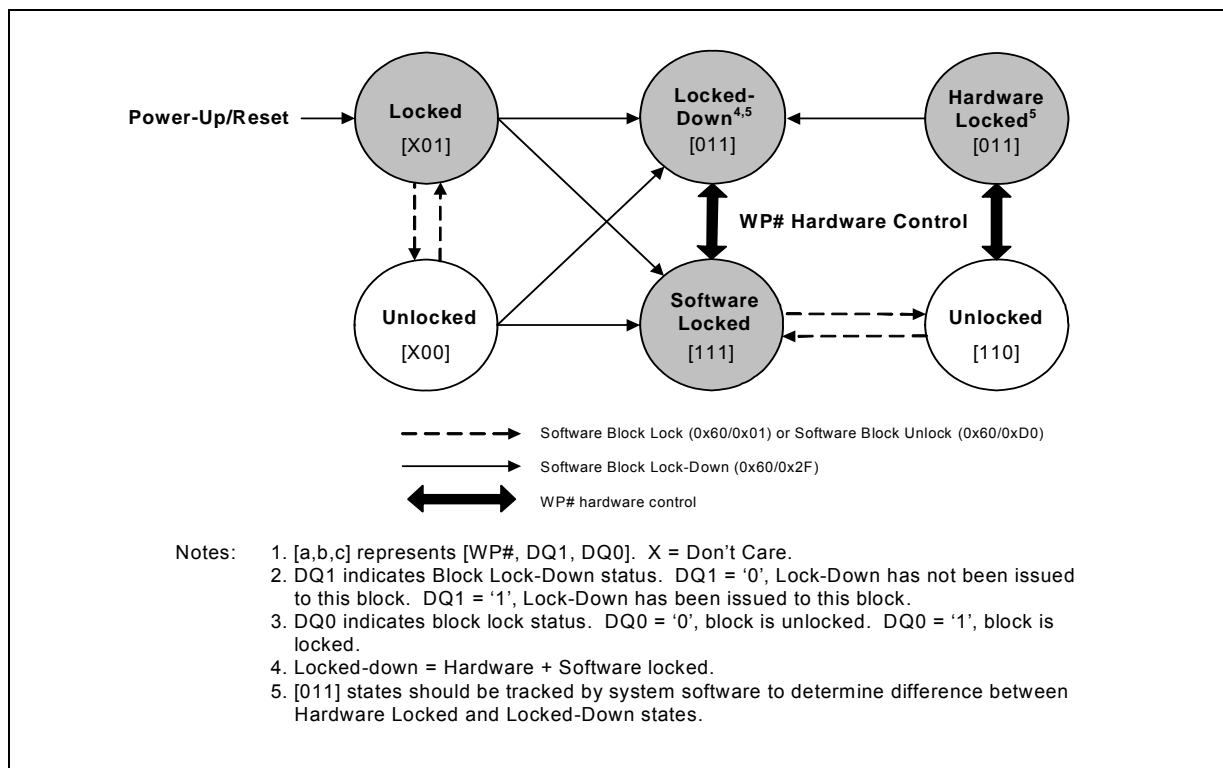 Power-Up/Reset
Locked
[X01]
Locked-
Down4,5
[011]
Hardware
Locked5
[011]
WP# Hardware Control
Unlocked
[X00]
Software
Locked
[111]
Unlocked
[110]
Software Block Lock (0x60/0x01) or Software Block Unlock (0x60/0xD0)
Software Block Lock-Down (0x60/0x2F)
WP# hardware control
Notes: 1. [a,b,c] represents [WP#, DQ1, DQ0]. X = Don't Care.
2. DQ1 indicates Block Lock-Down status. DQ1 = ‘0’, Lock-Down has not been issued
to this block. DQ1 = ‘1’, Lock-Down has been issued to this block.
3. DQ0 indicates block lock status. DQ0 = ‘0’, block is unlocked. DQ0 = ‘1’, block is
locked.
4. Locked-down = Hardware + Software locked.
5. [011] states should be tracked by system software to determine difference between
Hardware Locked and Locked-Down states.